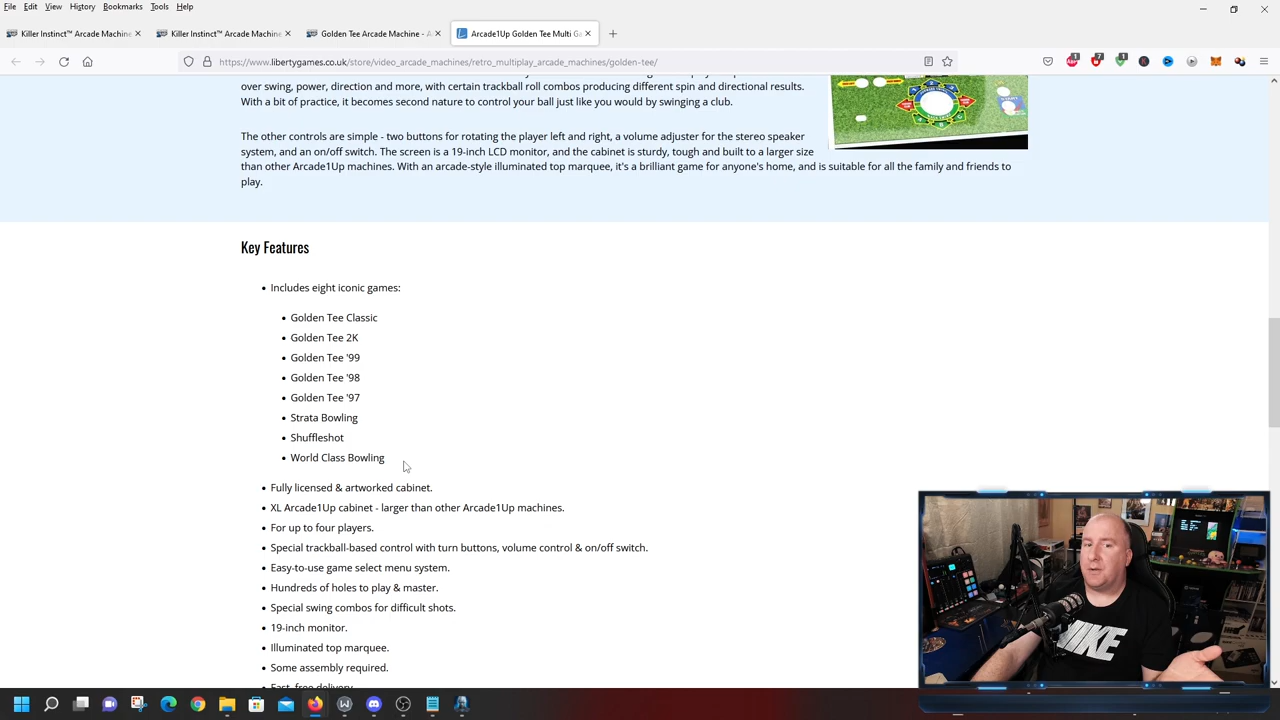 File Edit View History Bookmarks Tools Help
Killer Instinct™ Arcade Machine
Killer Instinct™ Arcade Machine
Golden Tee Arcade Machine - A
Arcade1Up Golden Tee Multi Ga
https://www.libertygames.co.uk/store/video_arcade_machines/retro_multiplay_arcade_machines/golden-tee/
over swing, power, direction and more, with certain trackball roll combos producing different spin and directional results.
With a bit of practice, it becomes second nature to control your ball just like you would by swinging a club.
The other controls are simple - two buttons for rotating the player left and right, a volume adjuster for the stereo speaker
system, and an on/off switch. The screen is a 19-inch LCD monitor, and the cabinet is sturdy, tough and built to a larger size
than other Arcade1Up machines. With an arcade-style illuminated top marquee, it's a brilliant game for anyone's home, and is suitable for all the family and friends to
play.
Key Features
Includes eight iconic games:
Golden Tee Classic
Golden Tee 2K
Golden Tee '99
Golden Tee '98
Golden Tee '97
Strata Bowling
Shuffleshot
World Class Bowling
Fully licensed & artworked cabinet.
XL Arcade1Up cabinet - larger than other Arcade1Up machines.
For up to four players.
Special trackball-based control with turn buttons, volume control & on/off switch.
Easy-to-use game select menu system.
Hundreds of holes to play & master.
Special swing combos for difficult shots.
19-inch monitor.
Illuminated top marquee.
Some assembly required.
Fast, free delivery
NIKE